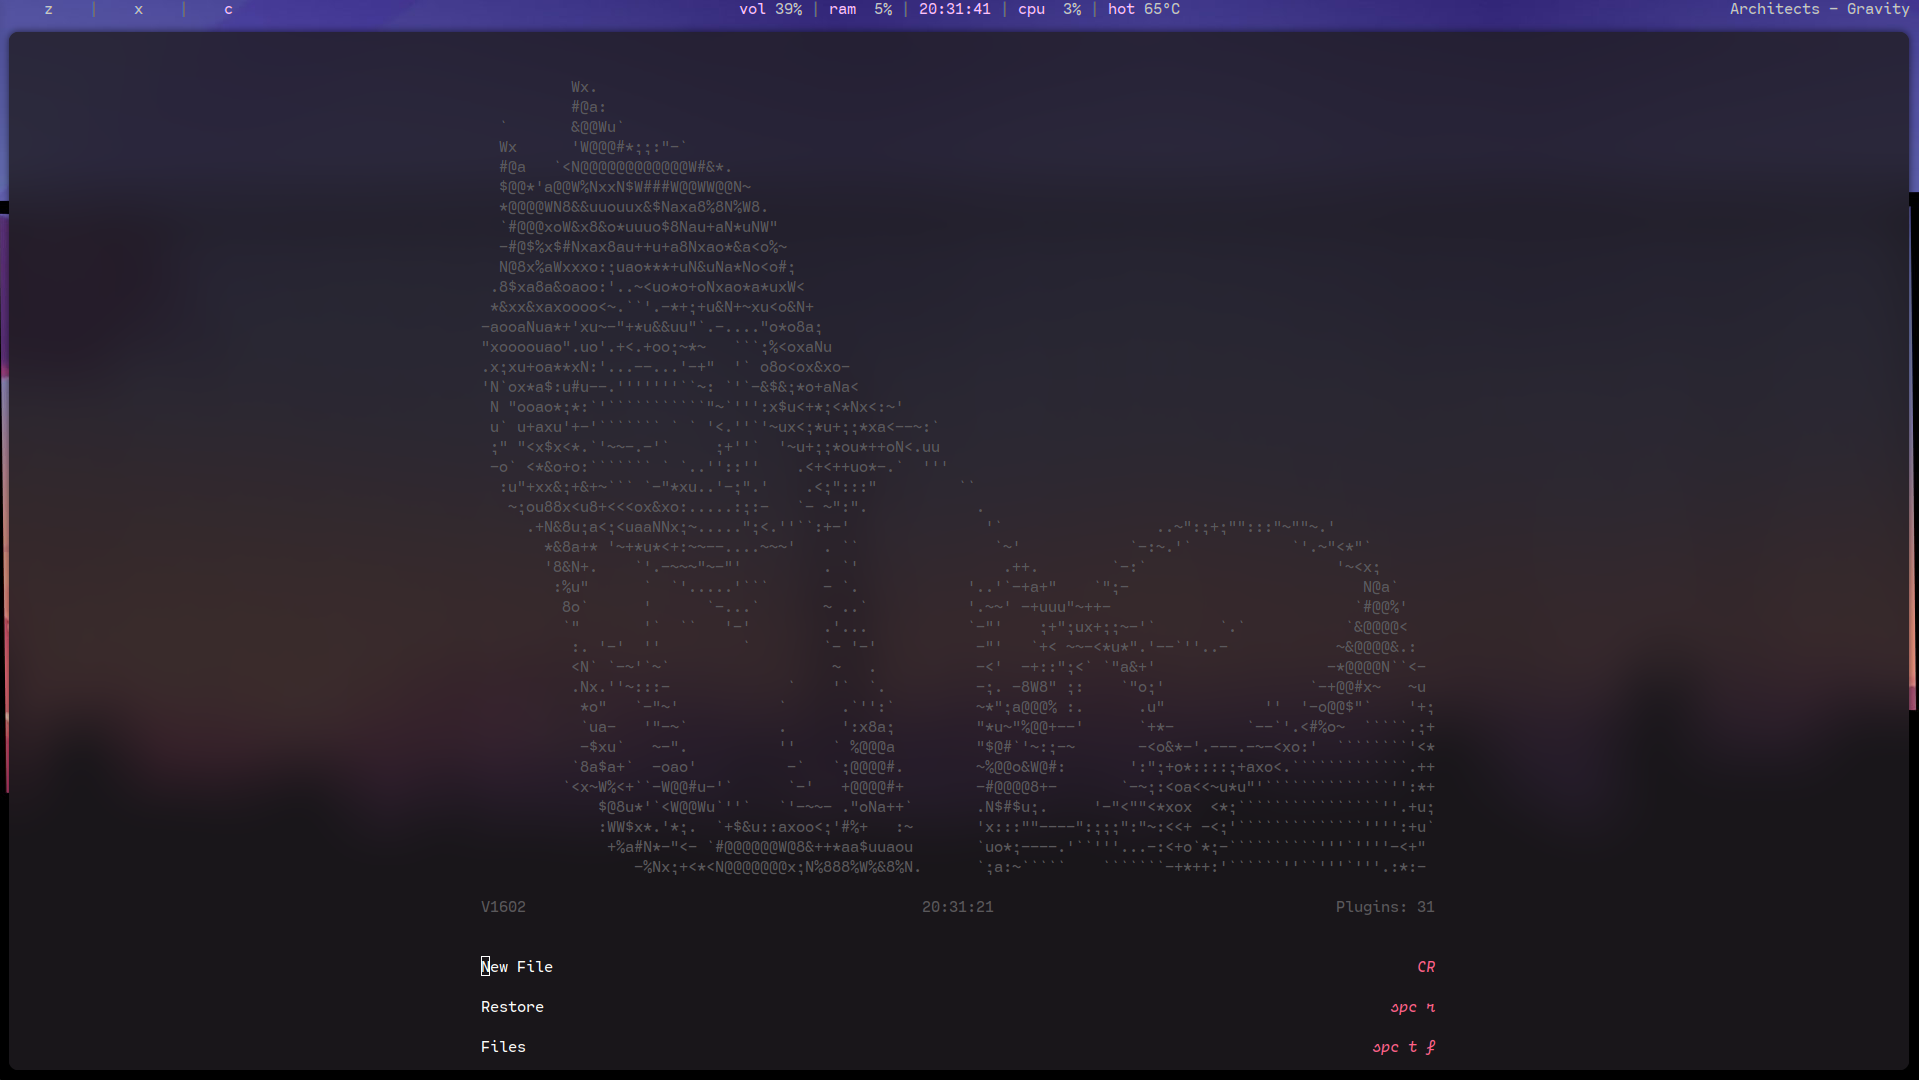 z | x | c
vol 39% | ram 5% | 20:31:41 | cpu 3% | hot 65°C
Architects - Gravity
V1602
20:31:21
Plugins: 31
New File
CR
Restore
spc r
Files
spc t f